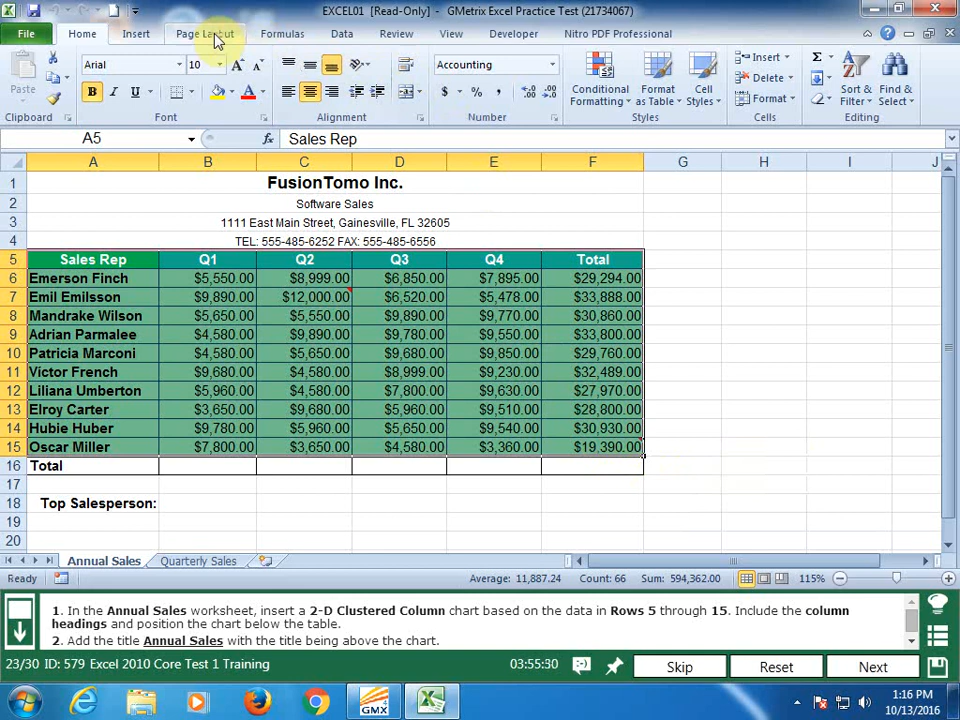 EXCEL01 [Read-Only] - GMetrix Excel Practice Test (21734067)
File Home Insert Page Layout Formulas Data Review View Developer Nitro PDF Professional
Arial 10 Accounting
Paste B I U A $ % , Conditional Formatting Format as Table Cell Styles Insert Delete Format Σ Sort & Filter Find & Select
Clipboard Font Alignment Number Styles Cells Editing
A5 fx Sales Rep
A B C D E F G H I J
1 FusionTomo Inc.
2 Software Sales
3 1111 East Main Street, Gainesville, FL 32605
4 TEL: 555-485-6252 FAX: 555-485-6556
5 Sales Rep Q1 Q2 Q3 Q4 Total
6 Emerson Finch $5,550.00 $8,999.00 $6,850.00 $7,895.00 $29,294.00
7 Emil Emilsson $9,890.00 $12,000.00 $6,520.00 $5,478.00 $33,888.00
8 Mandrake Wilson $5,650.00 $5,550.00 $9,890.00 $9,770.00 $30,860.00
9 Adrian Parmalee $4,580.00 $9,890.00 $9,780.00 $9,550.00 $33,800.00
10 Patricia Marconi $4,580.00 $5,650.00 $9,680.00 $9,850.00 $29,760.00
11 Victor French $9,680.00 $4,580.00 $8,999.00 $9,230.00 $32,489.00
12 Liliana Umberton $5,960.00 $4,580.00 $7,800.00 $9,630.00 $27,970.00
13 Elroy Carter $3,650.00 $9,680.00 $5,960.00 $9,510.00 $28,800.00
14 Hubie Huber $9,780.00 $5,960.00 $5,650.00 $9,540.00 $30,930.00
15 Oscar Miller $7,800.00 $3,650.00 $4,580.00 $3,360.00 $19,390.00
16 Total
17
18 Top Salesperson:
19
20
Annual Sales Quarterly Sales
Ready Average: 11,887.24 Count: 66 Sum: 594,362.00 115%
1. In the Annual Sales worksheet, insert a 2-D Clustered Column chart based on the data in Rows 5 through 15. Include the column
headings and position the chart below the table.
2. Add the title Annual Sales with the title being above the chart.
23/30 ID: 579 Excel 2010 Core Test 1 Training 03:55:30 Skip Reset Next
GMX 1:16 PM
10/13/2016